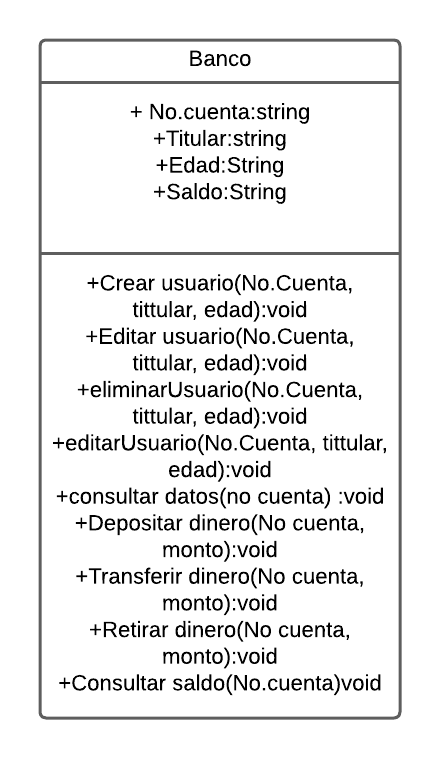 Banco
+ No.cuenta:string
+Titular:string
+Edad:String
+Saldo:String
+Crear usuario(No.Cuenta,
tittular, edad):void
+Editar usuario(No.Cuenta,
tittular, edad):void
+eliminarUsuario(No.Cuenta,
tittular, edad):void
+editarUsuario(No.Cuenta, tittular,
edad):void
+consultar datos(no cuenta) :void
+Depositar dinero(No cuenta,
monto):void
+Transferir dinero(No cuenta,
monto):void
+Retirar dinero(No cuenta,
monto):void
+Consultar saldo(No.cuenta)void